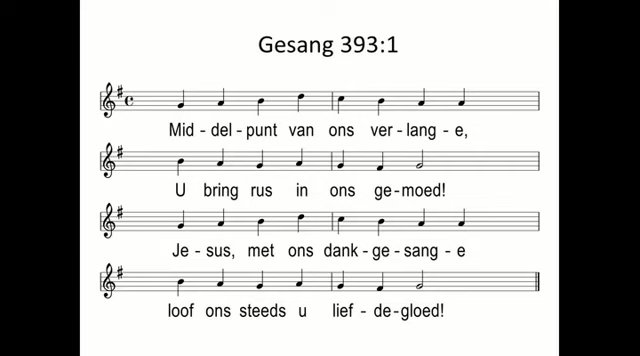 Gesang 393:1
Mid - del - punt van ons ver - lang - e,
U bring rus in ons ge - moed!
Je - sus, met ons dank - ge - sang - e
loof ons steeds u lief - de - gloed!